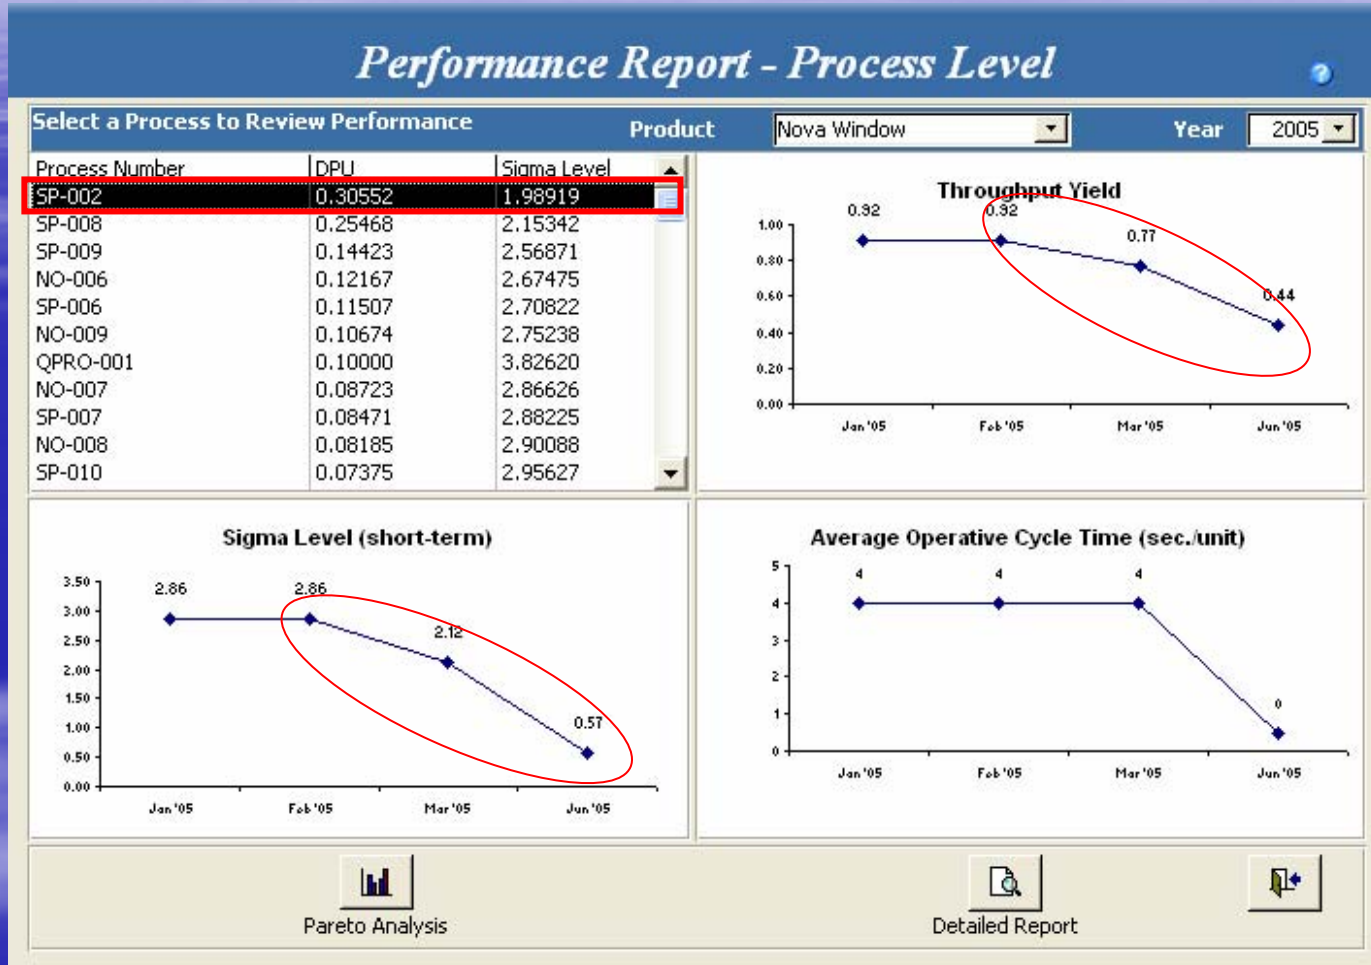 Performance Report - Process Level
Select a Process to Review Performance Product Nova Window Year 2005
Process Number DPU Sigma Level
SP-002 0.30552 1.98919
SP-008 0.25468 2.15342
SP-009 0.14423 2.56871
NO-006 0.12167 2.67475
SP-006 0.11507 2.70822
NO-009 0.10674 2.75238
QPRO-001 0.10000 3.82620
NO-007 0.08723 2.86626
SP-007 0.08471 2.88225
NO-008 0.08185 2.90088
SP-010 0.07375 2.95627
Throughput Yield
0.92 0.92
1.00
0.77
0.80
0.60 0.44
0.40
0.20
0.00
Jan '05 Feb '05 Mar '05 Jun '05
Sigma Level (short-term)
3.50
2.86 2.86
3.00
2.50 2.12
2.00
1.50
1.00 0.57
0.50
0.00
Jan '05 Feb '05 Mar '05 Jun '05
Average Operative Cycle Time (sec./unit)
5
4 4 4
4
3
2
1 0
0
Jan '05 Feb '05 Mar '05 Jun '05
Pareto Analysis Detailed Report